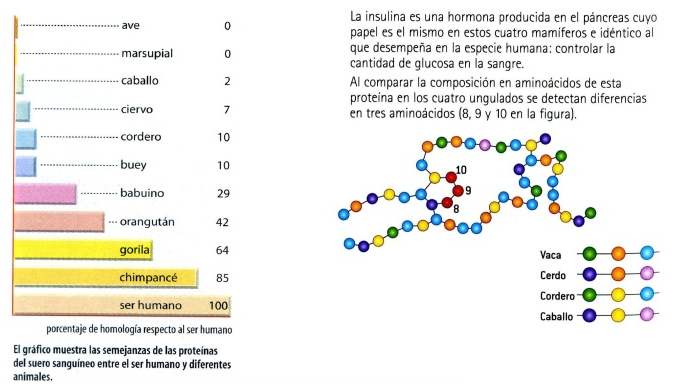 ave 0
marsupial 0
caballo 2
ciervo 7
cordero 10
buey 10
babuino 29
orangután 42
gorila 64
chimpancé 85
ser humano 100
porcentaje de homología respecto al ser humano
El gráfico muestra las semejanzas de las proteínas
del suero sanguíneo entre el ser humano y diferentes
animales.
La insulina es una hormona producida en el páncreas cuyo
papel es el mismo en estos cuatro mamíferos e idéntico al
que desempeña en la especie humana: controlar la
cantidad de glucosa en la sangre.
Al comparar la composición en aminoácidos de esta
proteína en los cuatro ungulados se detectan diferencias
en tres aminoácidos (8, 9 y 10 en la figura).
10
9
8
Vaca
Cerdo
Cordero
Caballo